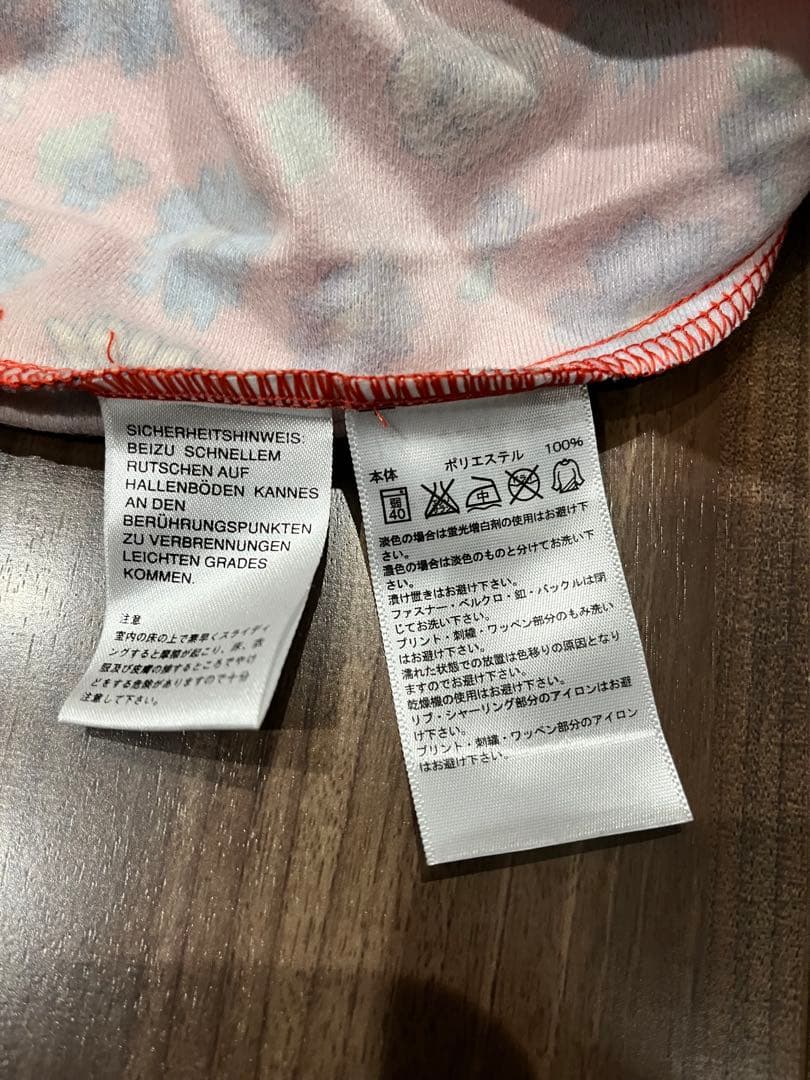 SICHERHEITSHINWEIS:
BEIZU SCHNELLEM
RUTSCHEN AUF
HALLENBÖDEN KANNES
AN DEN
BERÜHRUNGSPUNKTEN
ZU VERBRENNUNGEN
LEICHTEN GRADES
KOMMEN.
注意
室内の床の上で素早くスライディ
ングすると摩擦が起こり、床、衣
服及び皮膚の接するところでやけ
どをする危険がありますので十分
注意して下さい。
本体 ポリエステル 100%
弱
40
中
淡色の場合は蛍光増白剤の使用はお避け下
さい。
濃色の場合は淡色のものと分けてお洗い下
さい。
漬け置きはお避け下さい。
ファスナー・ベルクロ・釦・バックルは閉
じてお洗い下さい。
プリント・刺繍・ワッペン部分のもみ洗い
はお避け下さい。
濡れた状態での放置は色移りの原因となり
ますのでお避け下さい。
乾燥機の使用はお避け下さい。
リブ・シャーリング部分のアイロンはお避
け下さい。
プリント・刺繍・ワッペン部分のアイロン
はお避け下さい。